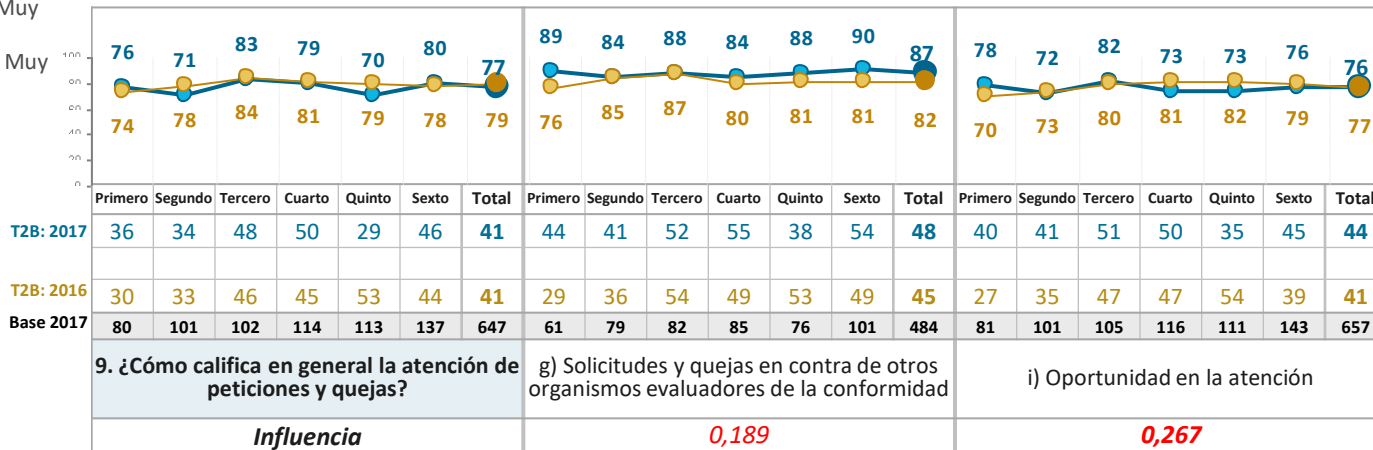 Muy
Muy
100
80
60
40
20
0
76 71 83 79 70 80 77
74 78 84 81 79 78 79
89 84 88 84 88 90 87
76 85 87 80 81 81 82
78 72 82 73 73 76 76
70 73 80 81 82 79 77
Primero Segundo Tercero Cuarto Quinto Sexto Total Primero Segundo Tercero Cuarto Quinto Sexto Total Primero Segundo Tercero Cuarto Quinto Sexto Total
T2B: 2017 36 34 48 50 29 46 41 44 41 52 55 38 54 48 40 41 51 50 35 45 44
T2B: 2016 30 33 46 45 53 44 41 29 36 54 49 53 49 45 27 35 47 47 54 39 41
Base 2017 80 101 102 114 113 137 647 61 79 82 85 76 101 484 81 101 105 116 111 143 657
9. ¿Cómo califica en general la atención de
peticiones y quejas?
g) Solicitudes y quejas en contra de otros
organismos evaluadores de la conformidad
i) Oportunidad en la atención
Influencia 0,189 0,267